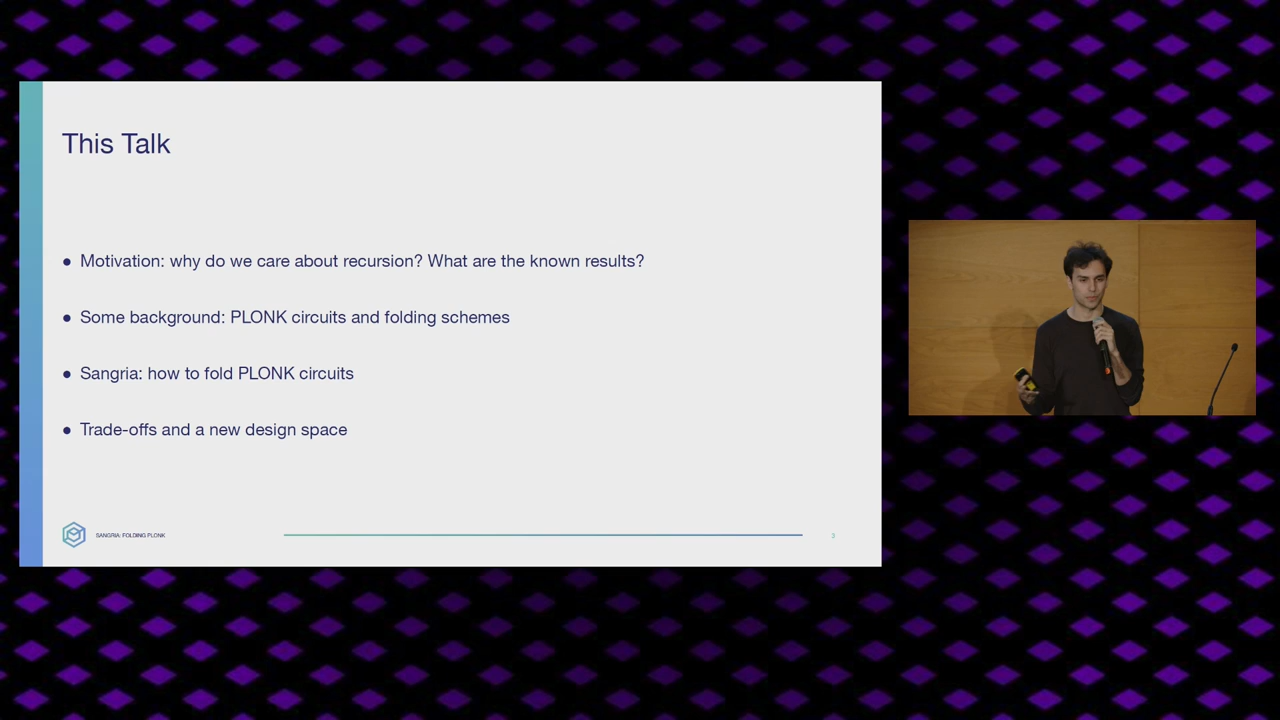 This Talk
● Motivation: why do we care about recursion? What are the known results?
● Some background: PLONK circuits and folding schemes
● Sangria: how to fold PLONK circuits
● Trade-offs and a new design space
SANGRIA: FOLDING PLONK
3